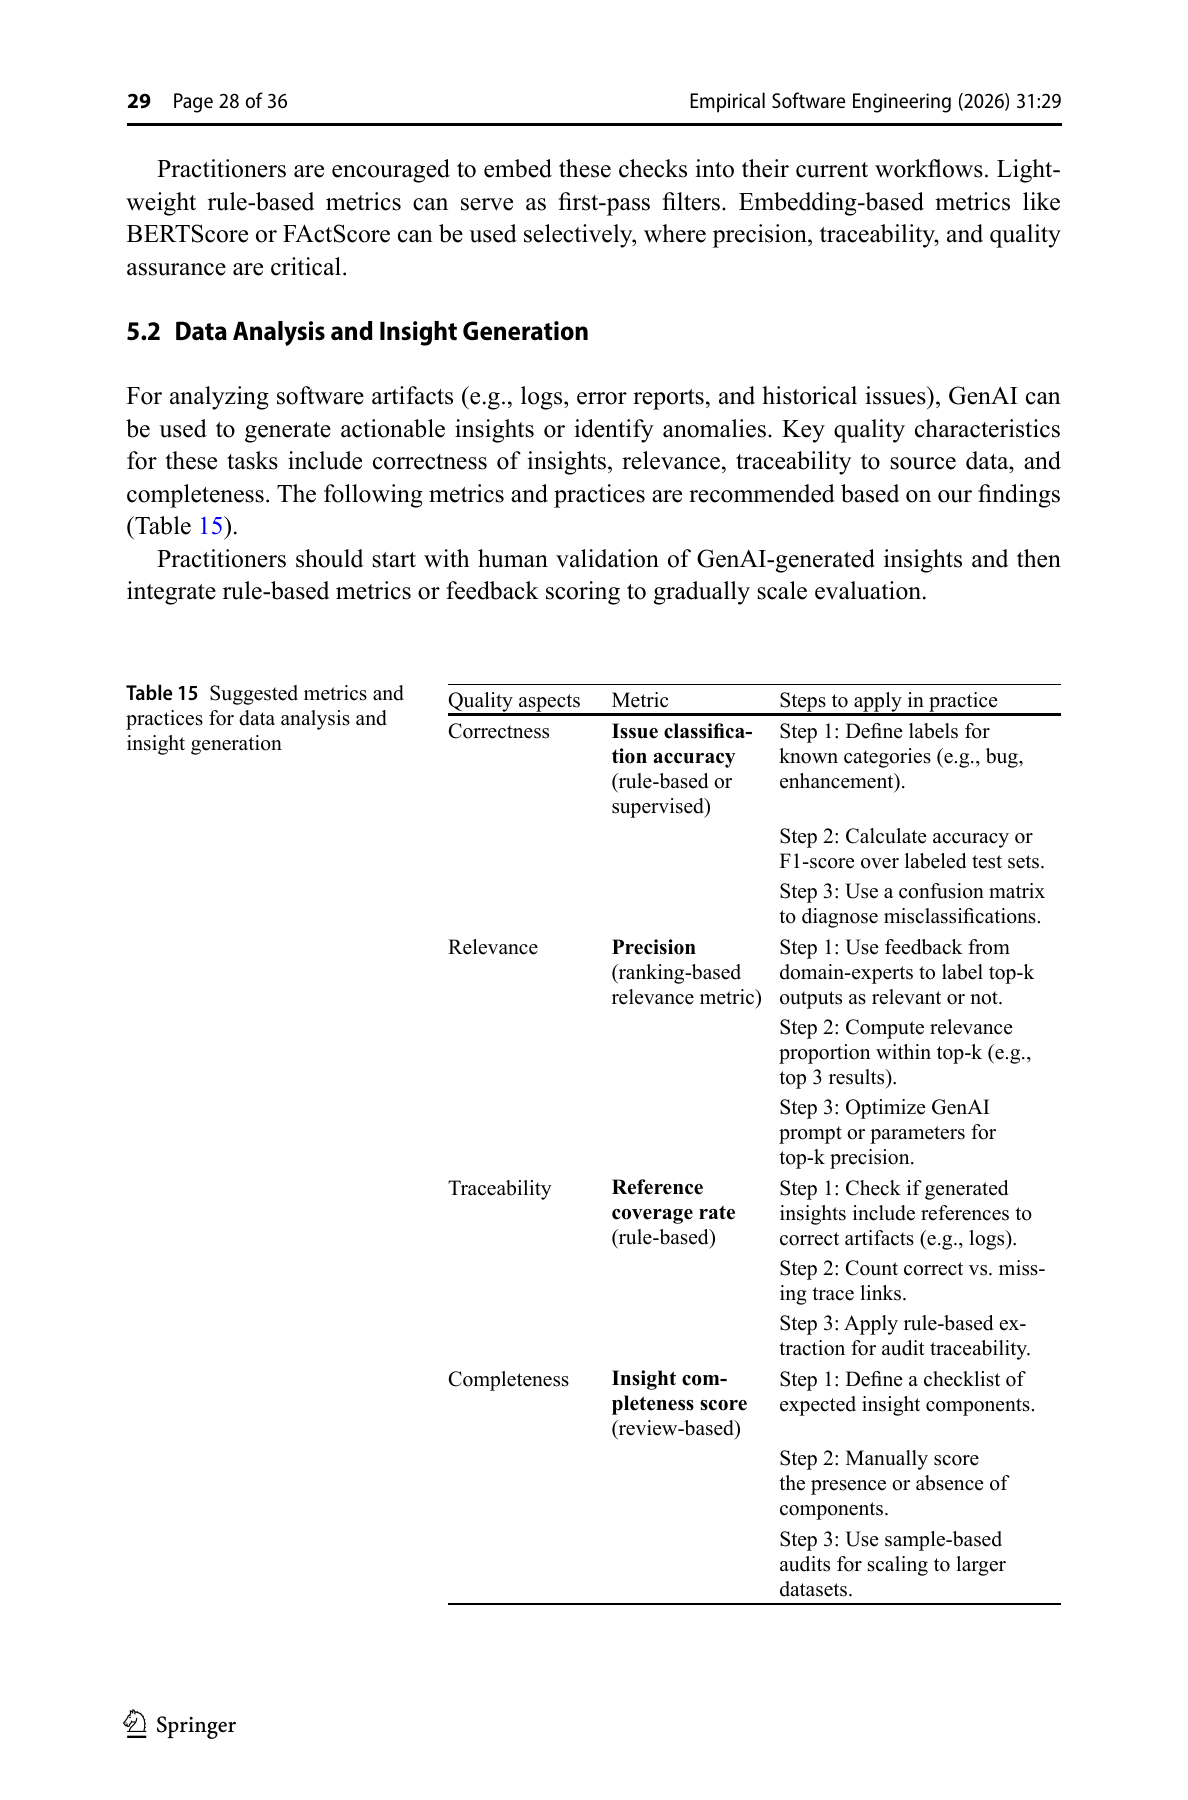 29 Page 28 of 36
Empirical Software Engineering (2026) 31:29
Practitioners are encouraged to embed these checks into their current workflows. Light-
weight rule-based metrics can serve as first-pass filters. Embedding-based metrics like
BERTScore or FActScore can be used selectively, where precision, traceability, and quality
assurance are critical.
5.2 Data Analysis and Insight Generation
For analyzing software artifacts (e.g., logs, error reports, and historical issues), GenAI can
be used to generate actionable insights or identify anomalies. Key quality characteristics
for these tasks include correctness of insights, relevance, traceability to source data, and
completeness. The following metrics and practices are recommended based on our findings
(Table 15).
Practitioners should start with human validation of GenAI-generated insights and then
integrate rule-based metrics or feedback scoring to gradually scale evaluation.
Table 15 Suggested metrics and
practices for data analysis and
insight generation
Quality aspects Metric Steps to apply in practice
Correctness
Issue classifica-
tion accuracy
(rule-based or
supervised)
Step 1: Define labels for
known categories (e.g., bug,
enhancement).
Step 2: Calculate accuracy or
F1-score over labeled test sets.
Step 3: Use a confusion matrix
to diagnose misclassifications.
Relevance
Precision
(ranking-based
relevance metric)
Step 1: Use feedback from
domain-experts to label top-k
outputs as relevant or not.
Step 2: Compute relevance
proportion within top-k (e.g.,
top 3 results).
Step 3: Optimize GenAI
prompt or parameters for
top-k precision.
Traceability
Reference
coverage rate
(rule-based)
Step 1: Check if generated
insights include references to
correct artifacts (e.g., logs).
Step 2: Count correct vs. miss-
ing trace links.
Step 3: Apply rule-based ex-
traction for audit traceability.
Completeness
Insight com-
pleteness score
(review-based)
Step 1: Define a checklist of
expected insight components.
Step 2: Manually score
the presence or absence of
components.
Step 3: Use sample-based
audits for scaling to larger
datasets.
Springer